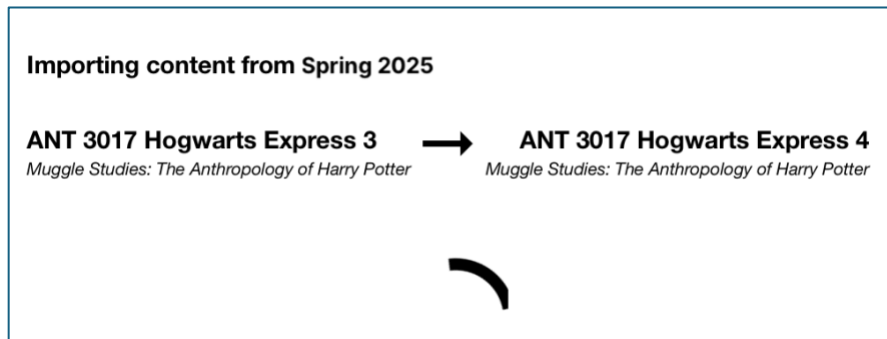 Importing content from Spring 2025
ANT 3017 Hogwarts Express 3 → ANT 3017 Hogwarts Express 4
Muggle Studies: The Anthropology of Harry Potter Muggle Studies: The Anthropology of Harry Potter